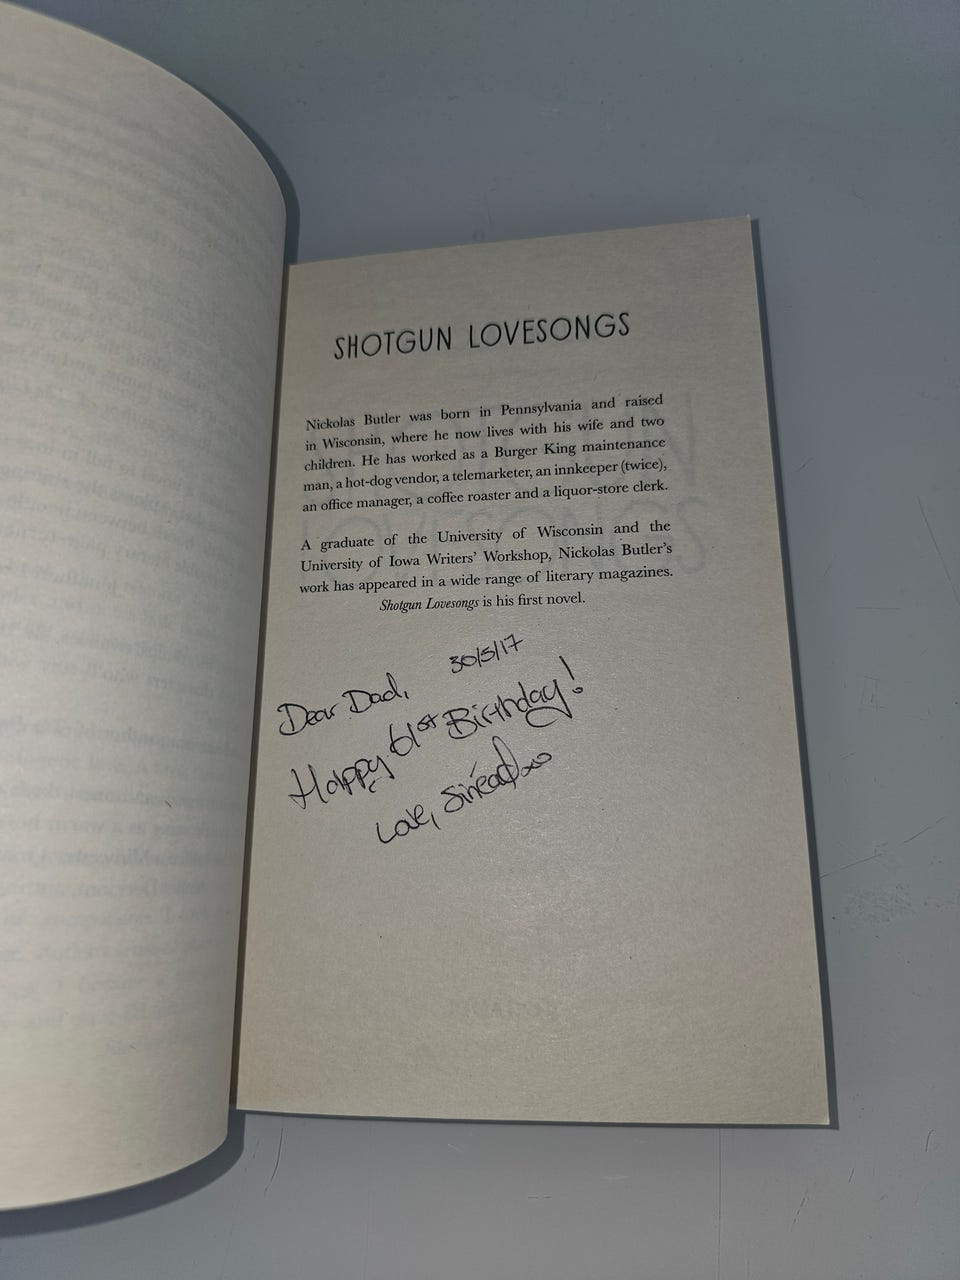 SHOTGUN LOVESONGS
Nickolas Butler was born in Pennsylvania and raised
in Wisconsin, where he now lives with his wife and two
children. He has worked as a Burger King maintenance
man, a hot-dog vendor, a telemarketer, an innkeeper (twice),
an office manager, a coffee roaster and a liquor-store clerk.
A graduate of the University of Wisconsin and the
University of Iowa Writers' Workshop, Nickolas Butler's
work has appeared in a wide range of literary magazines.
Shotgun Lovesongs is his first novel.
30/5/17
Dear Dad,
Happy 61st Birthday!
Love, Sinéad xo